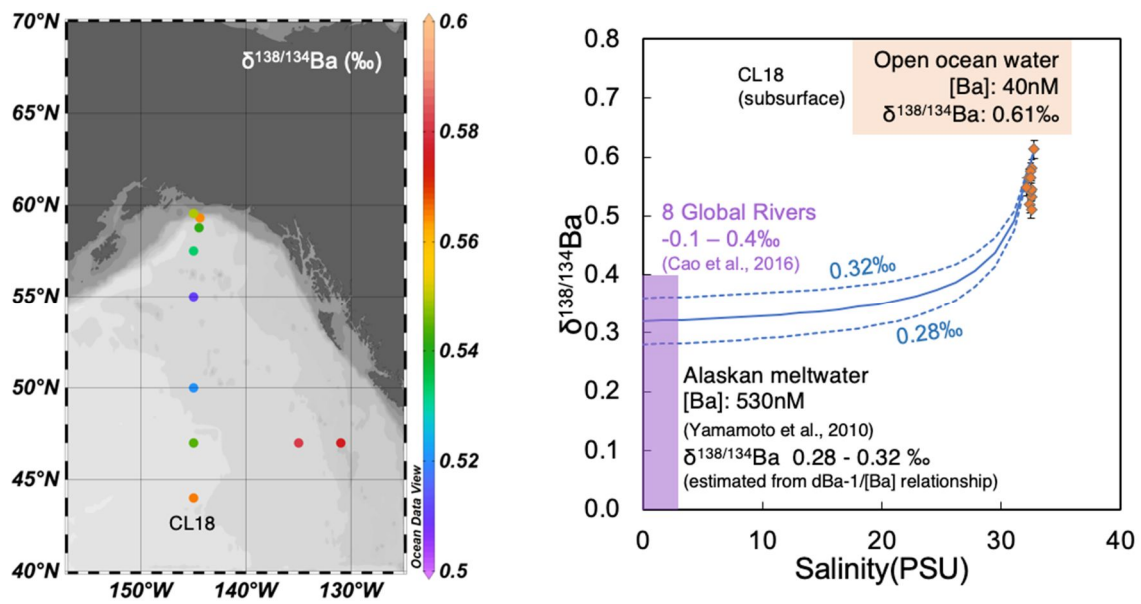 70°N
65°N
60°N
55°N
50°N
45°N
40°N
150°W
140°W
130°W
δ138/134Ba (‰)
CL18
Ocean Data View
0.6
0.58
0.56
0.54
0.52
0.5
δ138/134Ba
0.8
0.7
0.6
0.5
0.4
0.3
0.2
0.1
0.0
CL18
(subsurface)
Open ocean water
[Ba]: 40nM
δ138/134Ba: 0.61‰
8 Global Rivers
-0.1 – 0.4‰
(Cao et al., 2016)
0.32‰
0.28‰
Alaskan meltwater
[Ba]: 530nM
(Yamamoto et al., 2010)
δ138/134Ba 0.28 - 0.32 ‰
(estimated from dBa-1/[Ba] relationship)
0
10
20
30
40
Salinity(PSU)